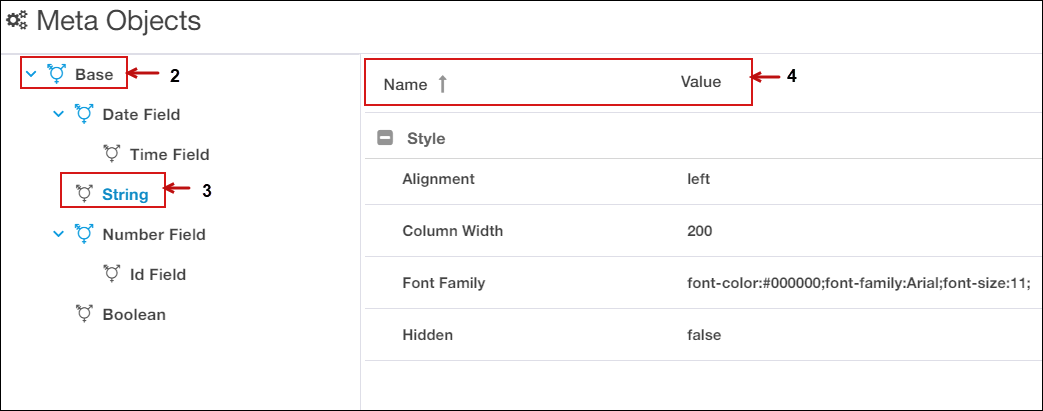 Meta Objects
Base 2
Date Field
Time Field
String 3
Number Field
Id Field
Boolean
Name Value 4
Style
Alignment left
Column Width 200
Font Family font-color:#000000;font-family:Arial;font-size:11;
Hidden false